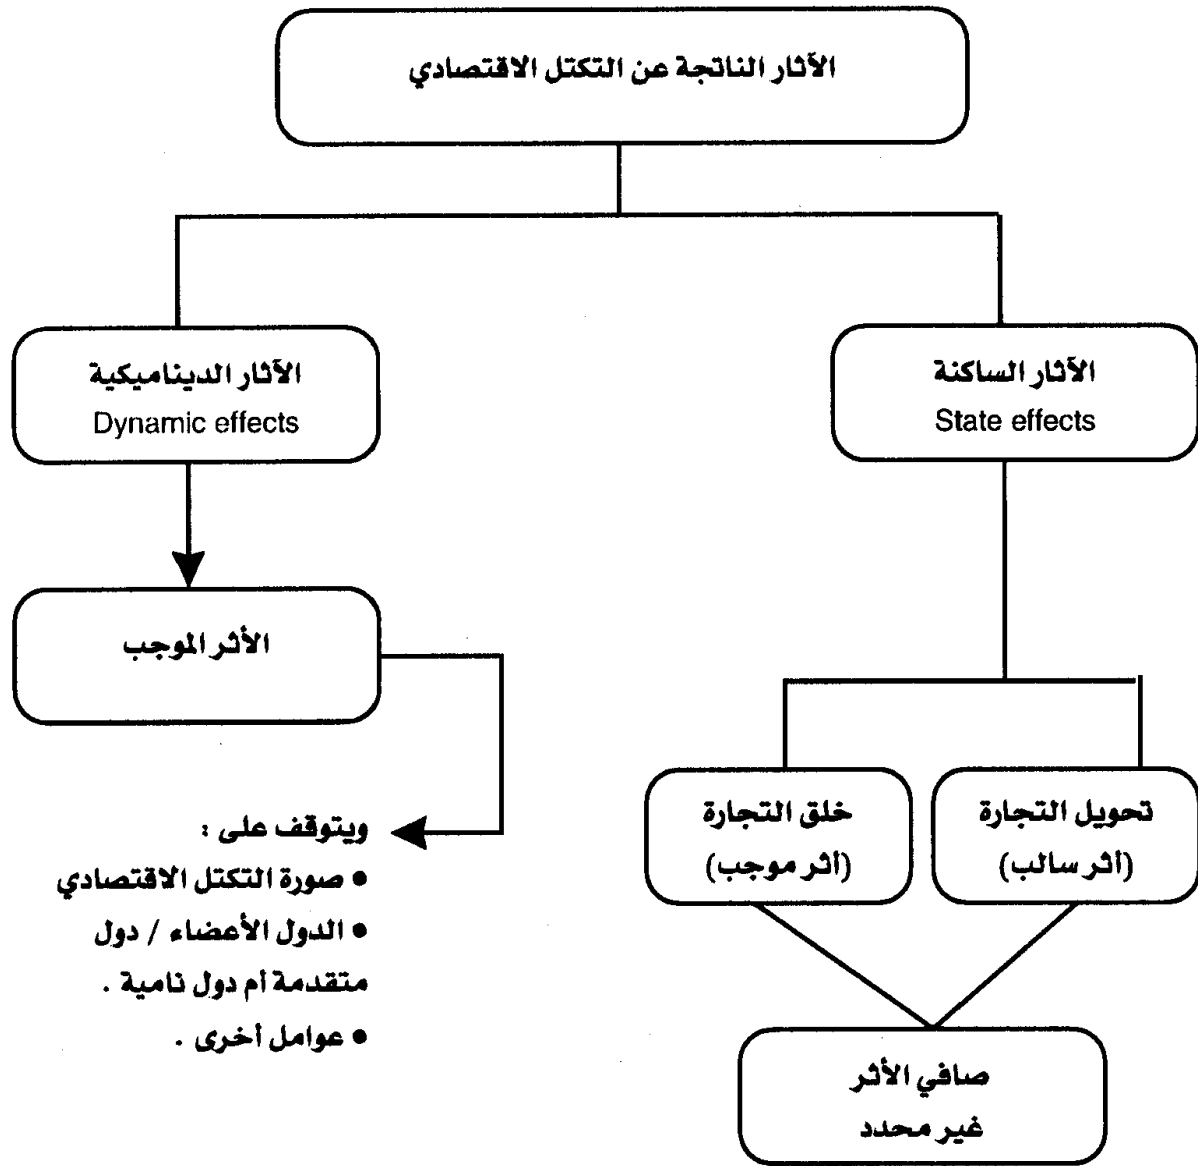 الآثار الناتجة عن التكتل الاقتصادي
الآثار الساكنة
State effects
الآثار الديناميكية
Dynamic effects
الأثر الموجب
ويتوقف على :
● صورة التكتل الاقتصادي
● الدول الأعضاء / دول
متقدمة أم دول نامية .
● عوامل أخرى .
تحويل التجارة
(أثر سالب)
خلق التجارة
(أثر موجب)
صافي الأثر
غير محدد